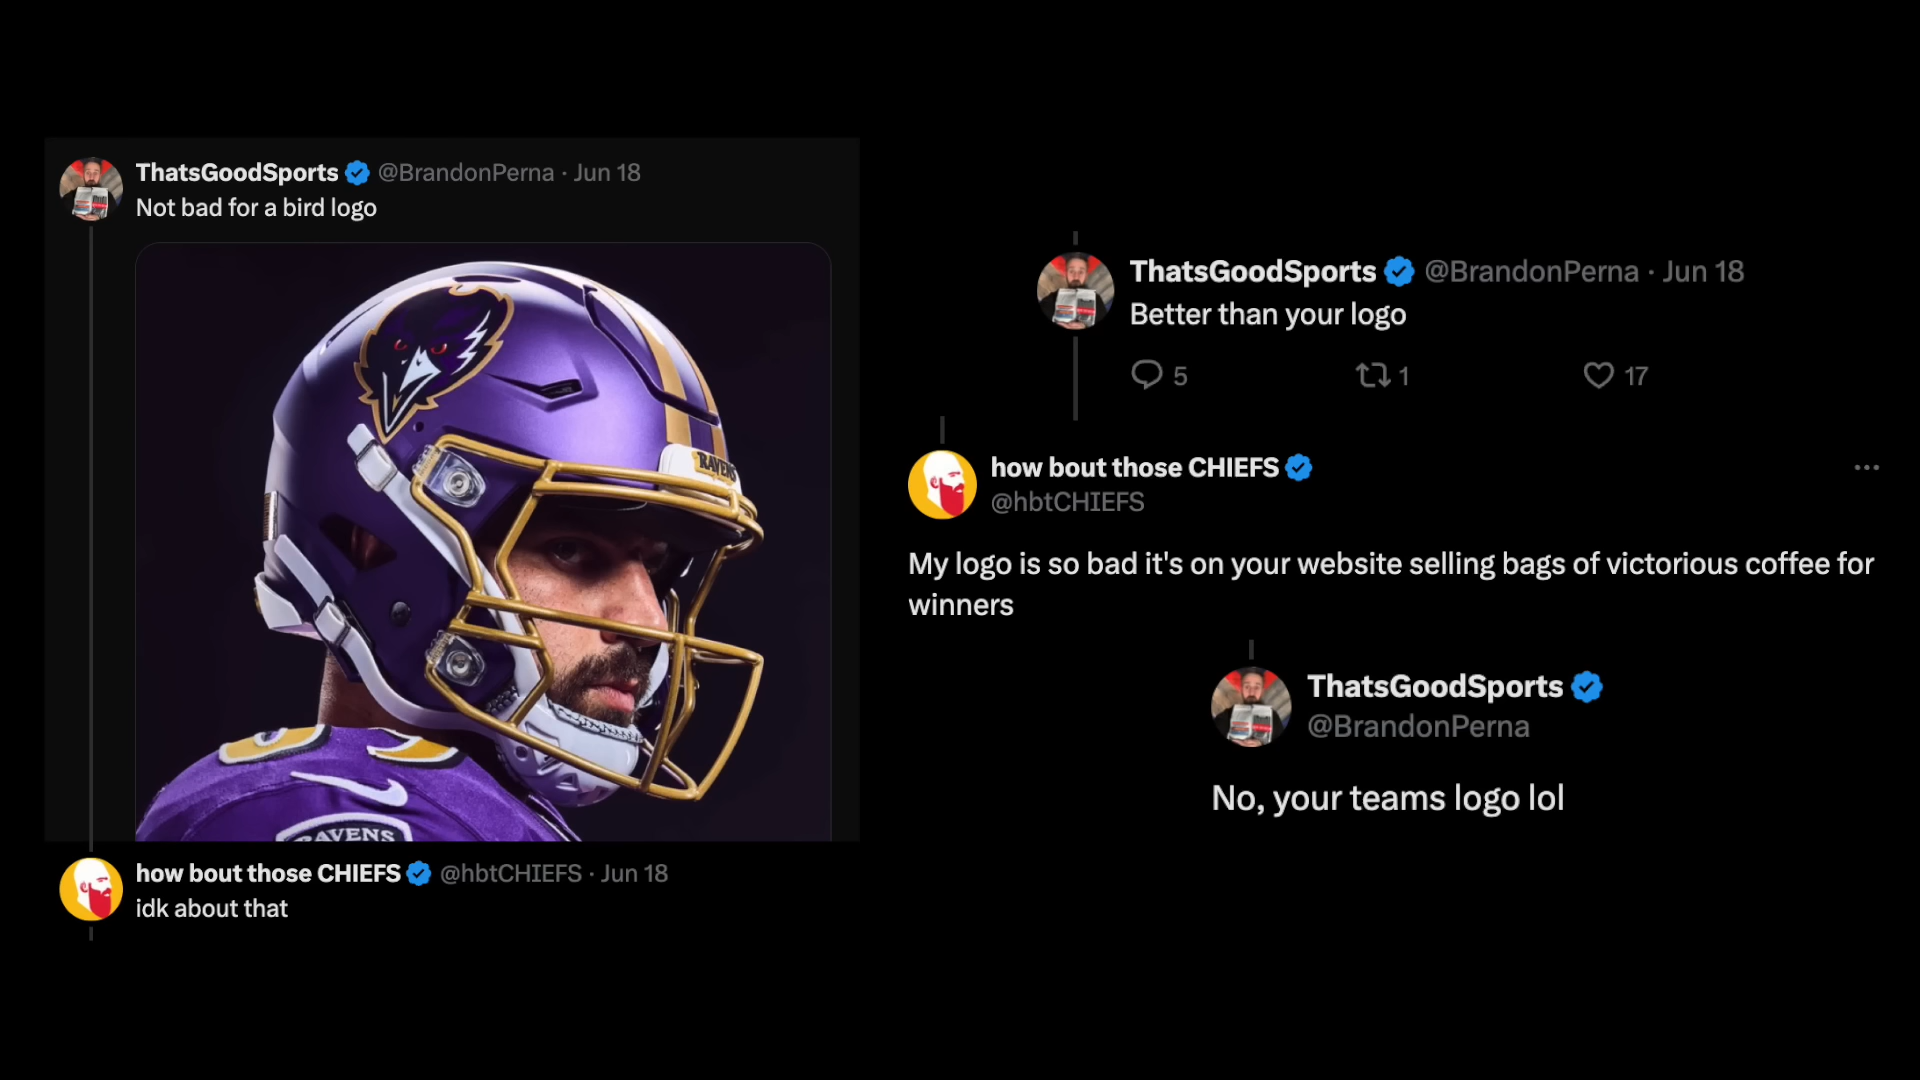 ThatsGoodSports @BrandonPerna · Jun 18
Not bad for a bird logo
RAVENS
RAVENS
how bout those CHIEFS @hbtCHIEFS · Jun 18
idk about that
ThatsGoodSports @BrandonPerna · Jun 18
Better than your logo
5 1 17
how bout those CHIEFS
@hbtCHIEFS
My logo is so bad it's on your website selling bags of victorious coffee for
winners
ThatsGoodSports
@BrandonPerna
No, your teams logo lol